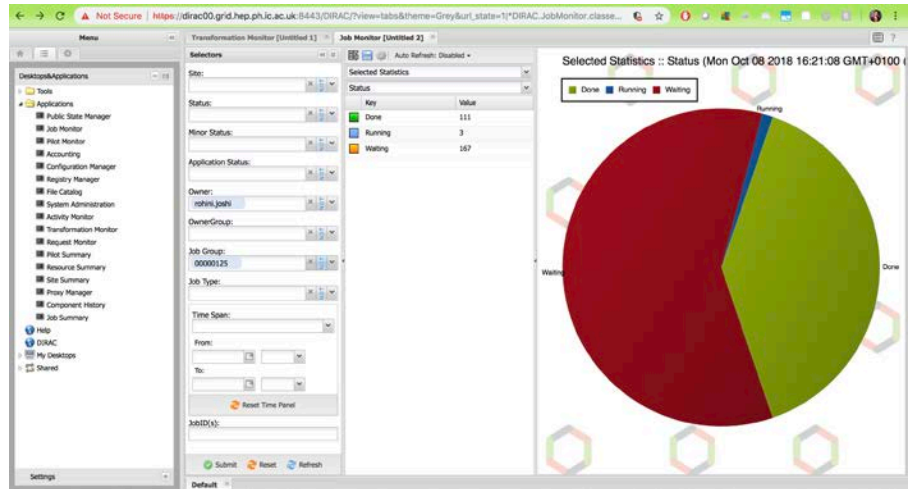 Not Secure | https://dirac00.grid.hep.ph.ic.ac.uk:8443/DIRAC/?view=tabs&theme=Grey&url_state=1|*DIRAC.JobMonitor.classe...
Menu
Desktops&Applications
Tools
Applications
Public State Manager
Job Monitor
Pilot Monitor
Accounting
Configuration Manager
Registry Manager
File Catalog
System Administration
Activity Monitor
Transformation Monitor
Request Monitor
Pilot Summary
Resource Summary
Site Summary
Proxy Manager
Component History
Job Summary
Help
DIRAC
My Desktops
Shared
Settings
Transformation Monitor [Untitled 1]
Job Monitor [Untitled 2]
Selectors
Site:
Status:
Minor Status:
Application Status:
Owner:
rohini.joshi
OwnerGroup:
Job Group:
00000125
Job Type:
Time Span:
From:
To:
Reset Time Panel
JobID(s):
Submit Reset Refresh
Default
Auto Refresh: Disabled
Selected Statistics
Status
Key Value
Done 111
Running 3
Waiting 167
Selected Statistics :: Status (Mon Oct 08 2018 16:21:08 GMT+0100 (
Done Running Waiting
Running
Waiting
Done